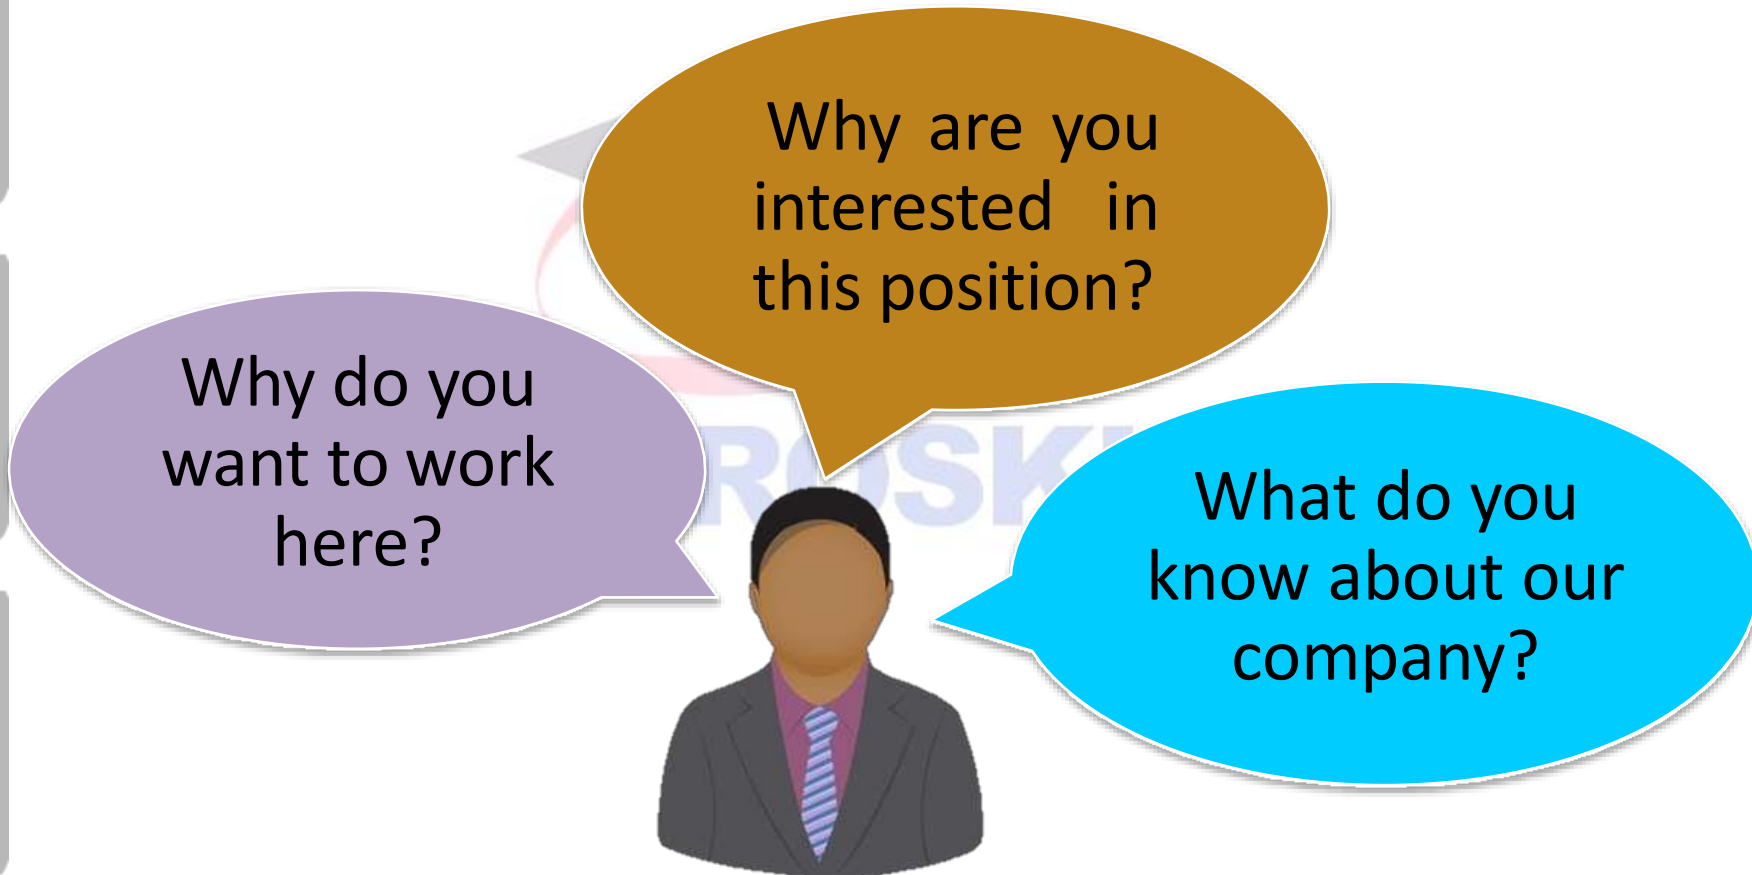 Why are you
interested in
this position?
Why do you
want to work
here?
What do you
know about our
company?
ROSK